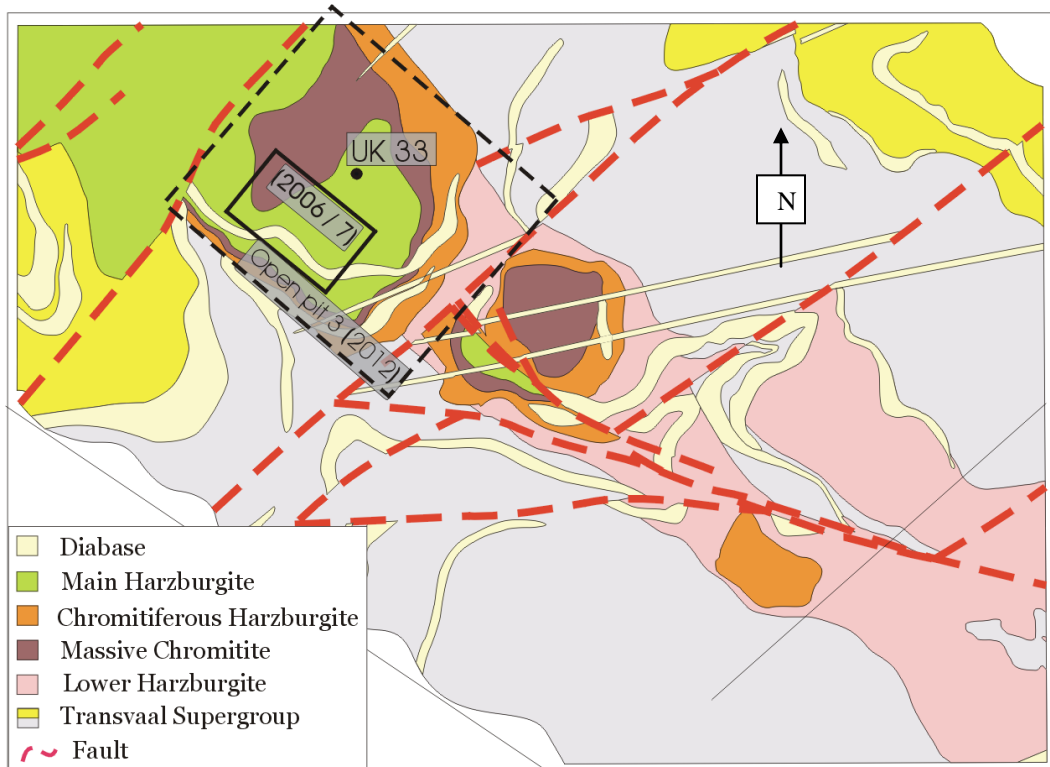 UK 33
(2006 / 7)
Open pit 3 (2012)
N
Diabase
Main Harzburgite
Chromitiferous Harzburgite
Massive Chromitite
Lower Harzburgite
Transvaal Supergroup
Fault